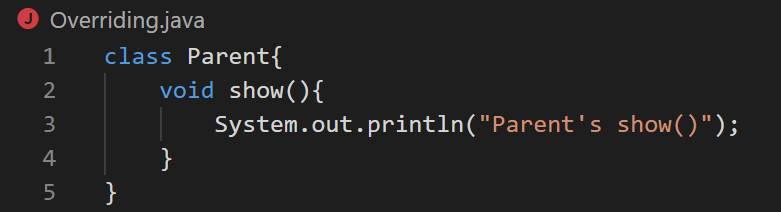 J Overriding.java
1 class Parent{
2 void show(){
3 System.out.println("Parent's show()");
4 }
5 }